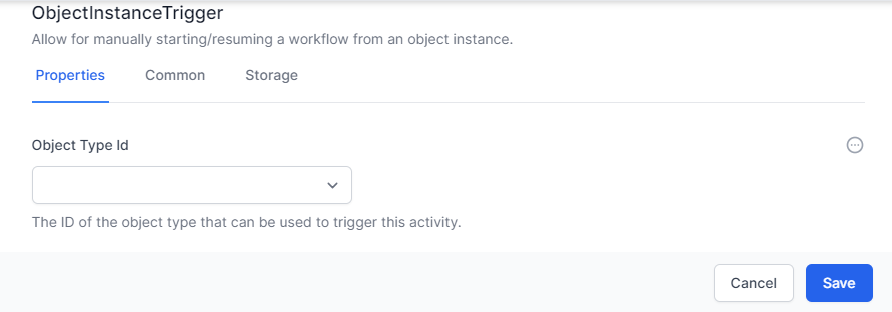 ObjectInstanceTrigger
Allow for manually starting/resuming a workflow from an object instance.
Properties Common Storage
Object Type Id
The ID of the object type that can be used to trigger this activity.
Cancel Save